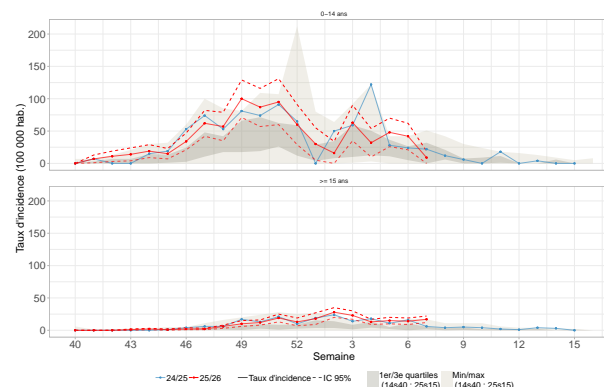 0−14 ans
200
150
100
50
0
>= 15 ans
200
150
100
50
0
Taux d'incidence (100 000 hab.)
40 43 46 49 52 3 6 9 12 15
Semaine
24/25 25/26 Taux d'incidence IC 95% 1er/3e quartiles Min/max
(14s40 : 25s15) (14s40 : 25s15)